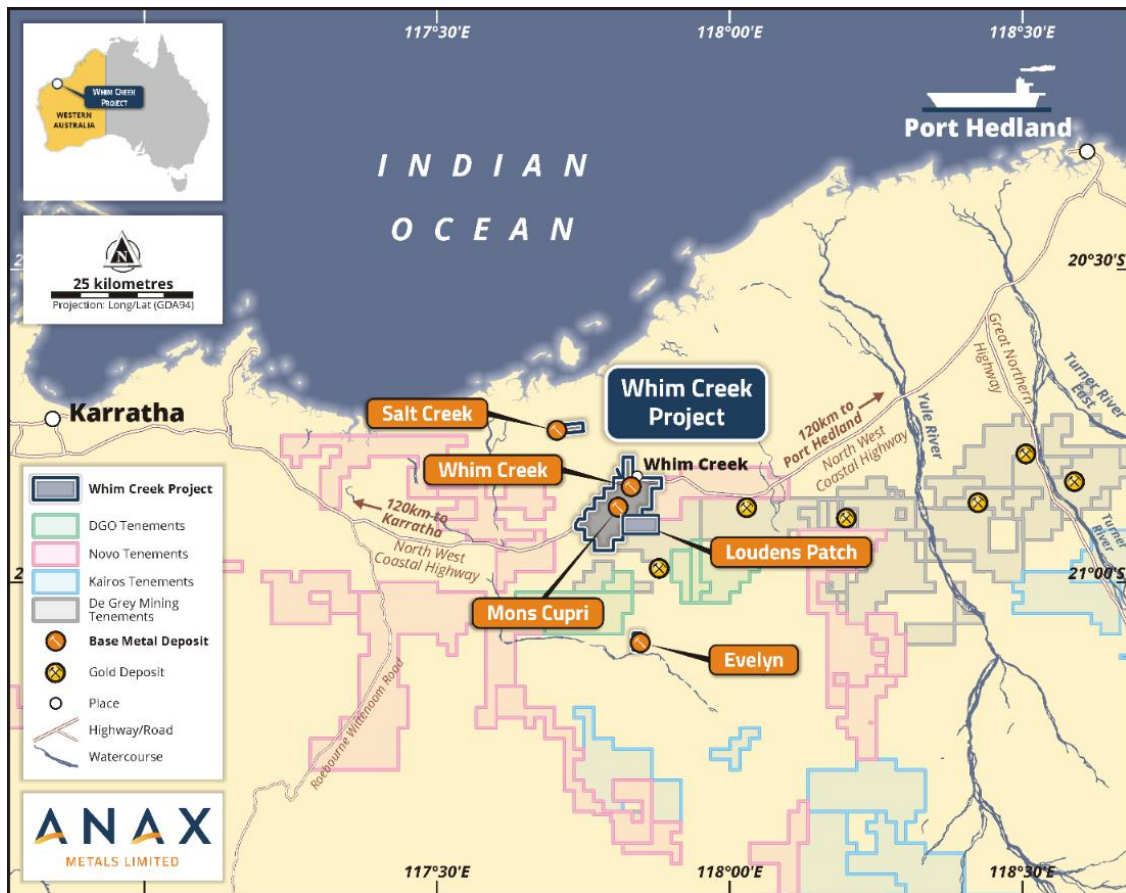 117°30'E
118°00'E
118°30'E
WHIM CREEK
PROJECT
WESTERN
AUSTRALIA
Port Hedland
INDIAN
OCEAN
N
25 kilometres
Projection: Long/Lat (GDA94)
20°30'S
Great Northern
Highway
Turner River
East
Karratha
Salt Creek
Whim Creek
Project
120km to
Port Hedland
North West
Coastal Highway
Yule River
Whim Creek
Whim Creek
120km to
Karratha
North West
Coastal Highway
Loudens Patch
Turner
River
21°00'S
Mons Cupri
Evelyn
Roebourne Wittenoom Road
Whim Creek Project
DGO Tenements
Novo Tenements
Kairos Tenements
De Grey Mining
Tenements
Base Metal Deposit
Gold Deposit
Place
Highway/Road
Watercourse
ANAX
METALS LIMITED
117°30'E
118°00'E
118°30'E